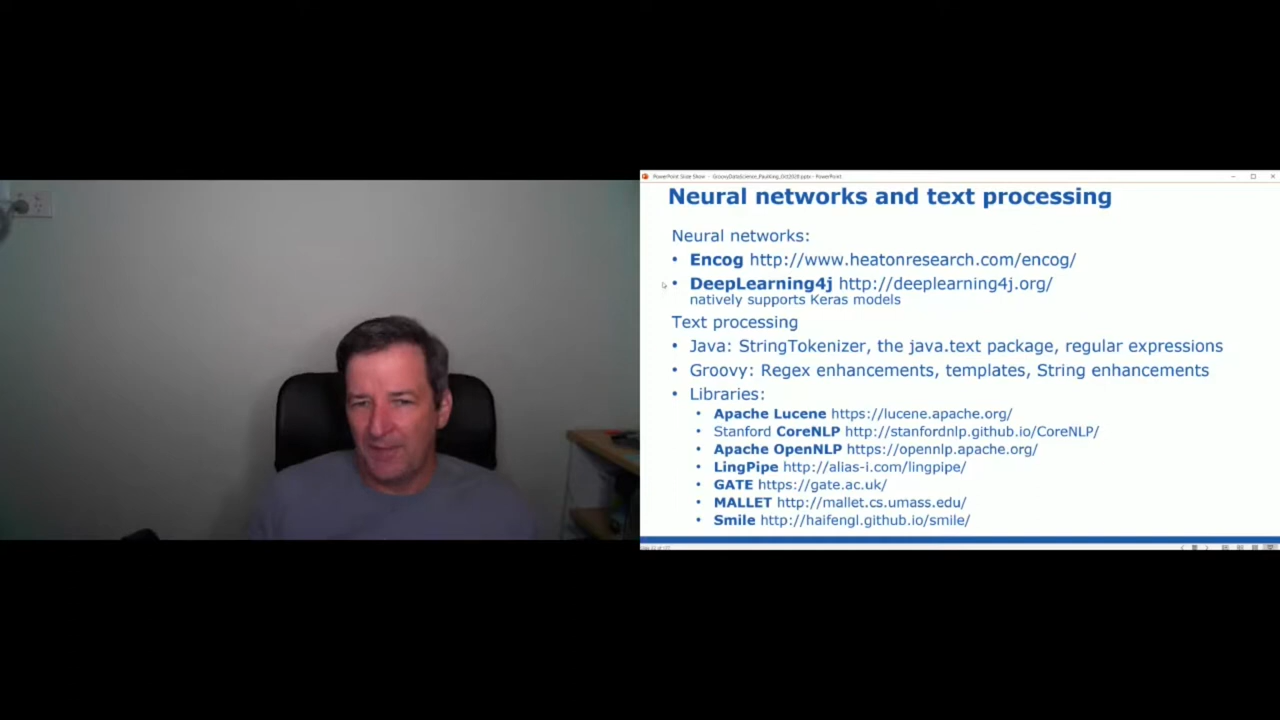 PowerPoint Slide Show - GroovyDataScience_PaulKing_Oct2020.pptx - PowerPoint
Neural networks and text processing
Neural networks:
• Encog http://www.heatonresearch.com/encog/
• DeepLearning4j http://deeplearning4j.org/
natively supports Keras models
Text processing
• Java: StringTokenizer, the java.text package, regular expressions
• Groovy: Regex enhancements, templates, String enhancements
• Libraries:
• Apache Lucene https://lucene.apache.org/
• Stanford CoreNLP http://stanfordnlp.github.io/CoreNLP/
• Apache OpenNLP https://opennlp.apache.org/
• LingPipe http://alias-i.com/lingpipe/
• GATE https://gate.ac.uk/
• MALLET http://mallet.cs.umass.edu/
• Smile http://haifengl.github.io/smile/